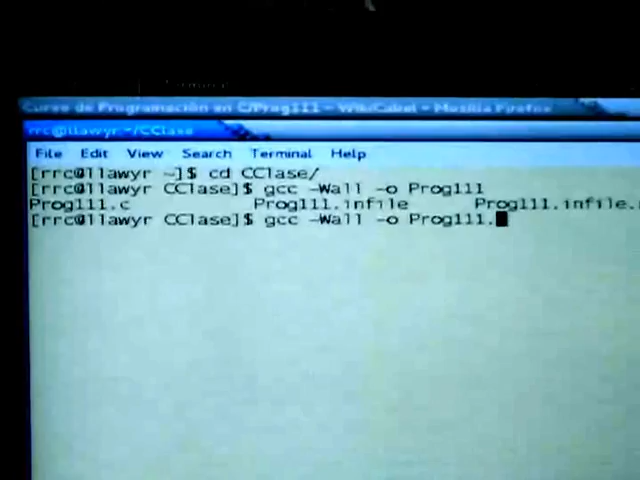 Curso de Programación en C/Prog111 - WikiCabel - Mozilla Firefox
rrc@llawyr:~/CClase
File Edit View Search Terminal Help
[rrc@llawyr ~]$ cd CClase/
[rrc@llawyr CClase]$ gcc -Wall -o Prog111
Prog111.c Prog111.infile Prog111.infile.
[rrc@llawyr CClase]$ gcc -Wall -o Prog111.